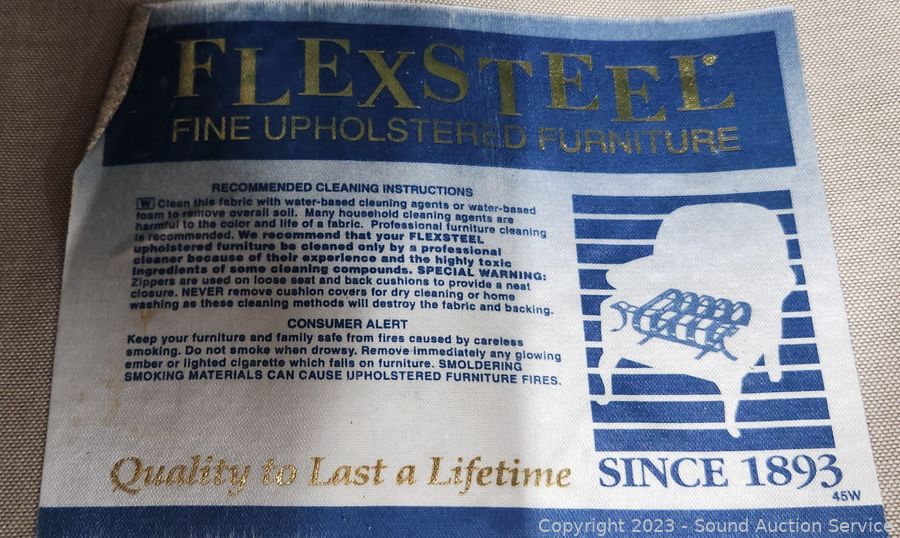 FLEXSTEEL
FINE UPHOLSTERED FURNITURE
RECOMMENDED CLEANING INSTRUCTIONS
W Clean this fabric with water-based cleaning agents or water-based
foam to remove overall soil. Many household cleaning agents are
harmful to the color and life of a fabric. Professional furniture cleaning
is recommended. We recommend that your FLEXSTEEL
upholstered furniture be cleaned only by a professional
cleaner because of their experience and the highly toxic
ingredients of some cleaning compounds. SPECIAL WARNING:
Zippers are used on loose seat and back cushions to provide a neat
closure. NEVER remove cushion covers for dry cleaning or home
washing as these cleaning methods will destroy the fabric and backing.
CONSUMER ALERT
Keep your furniture and family safe from fires caused by careless
smoking. Do not smoke when drowsy. Remove immediately any glowing
ember or lighted cigarette which falls on furniture. SMOLDERING
SMOKING MATERIALS CAN CAUSE UPHOLSTERED FURNITURE FIRES.
Quality to Last a Lifetime
SINCE 1893
45W
Copyright 2023 - Sound Auction Service